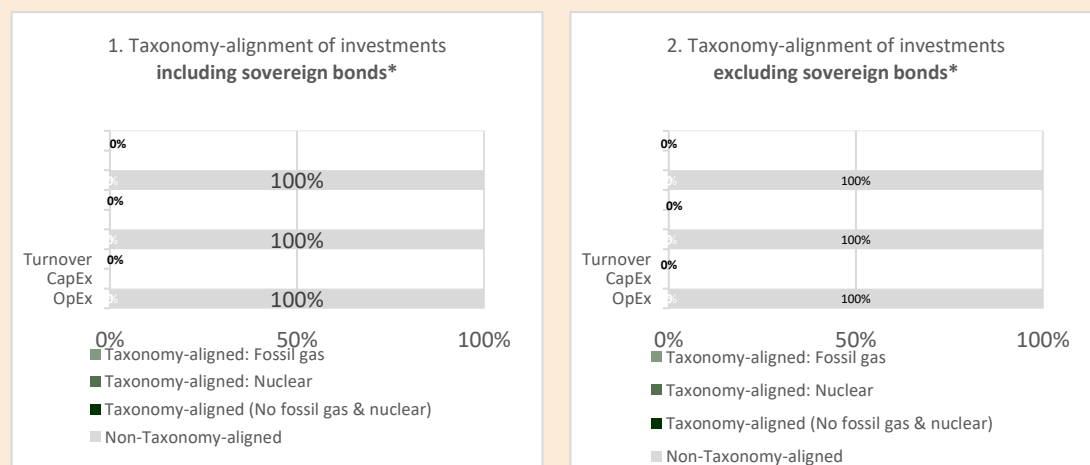 1. Taxonomy-alignment of investments
including sovereign bonds*
0%
100%
0%
100%
0%
100%
Turnover
CapEx
OpEx
0% 50% 100%
Taxonomy-aligned: Fossil gas
Taxonomy-aligned: Nuclear
Taxonomy-aligned (No fossil gas & nuclear)
Non-Taxonomy-aligned
2. Taxonomy-alignment of investments
excluding sovereign bonds*
0%
100%
0%
100%
0%
100%
Turnover
CapEx
OpEx
0% 50% 100%
Taxonomy-aligned: Fossil gas
Taxonomy-aligned: Nuclear
Taxonomy-aligned (No fossil gas & nuclear)
Non-Taxonomy-aligned